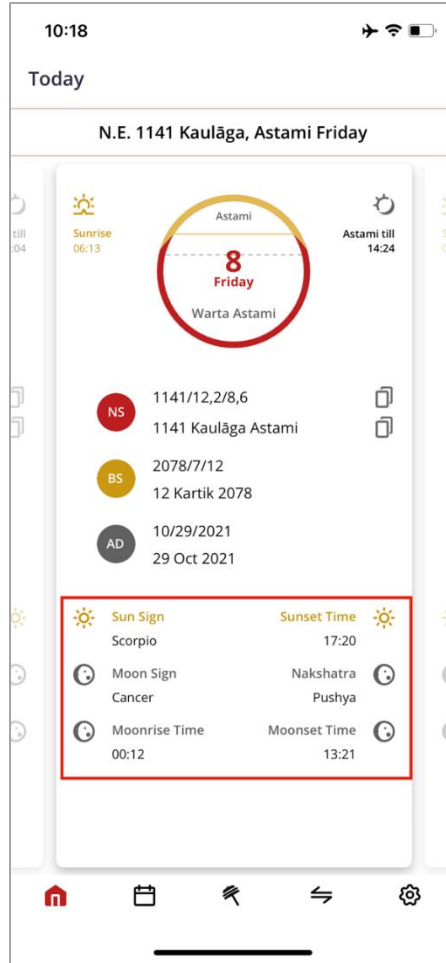 10:18
Today
N.E. 1141 Kaulāga, Astami Friday
till
:04
Sunrise
06:13
Astami
8
Friday
Warta Astami
Astami till
14:24
NS
1141/12,2/8,6
1141 Kaulāga Astami
BS
2078/7/12
12 Kartik 2078
AD
10/29/2021
29 Oct 2021
Sun Sign
Sunset Time
Scorpio
17:20
Moon Sign
Nakshatra
Cancer
Pushya
Moonrise Time
Moonset Time
00:12
13:21